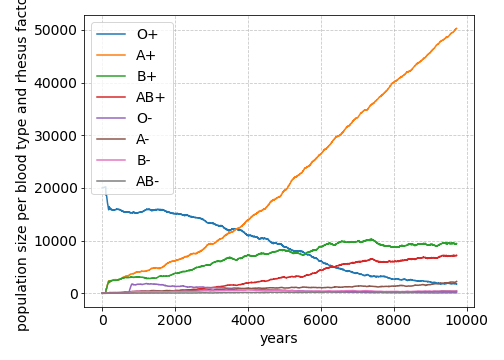 population size per blood type and rhesus facto
50000
40000
30000
20000
10000
0
O+
A+
B+
AB+
O-
A-
B-
AB-
0 2000 4000 6000 8000 10000
years